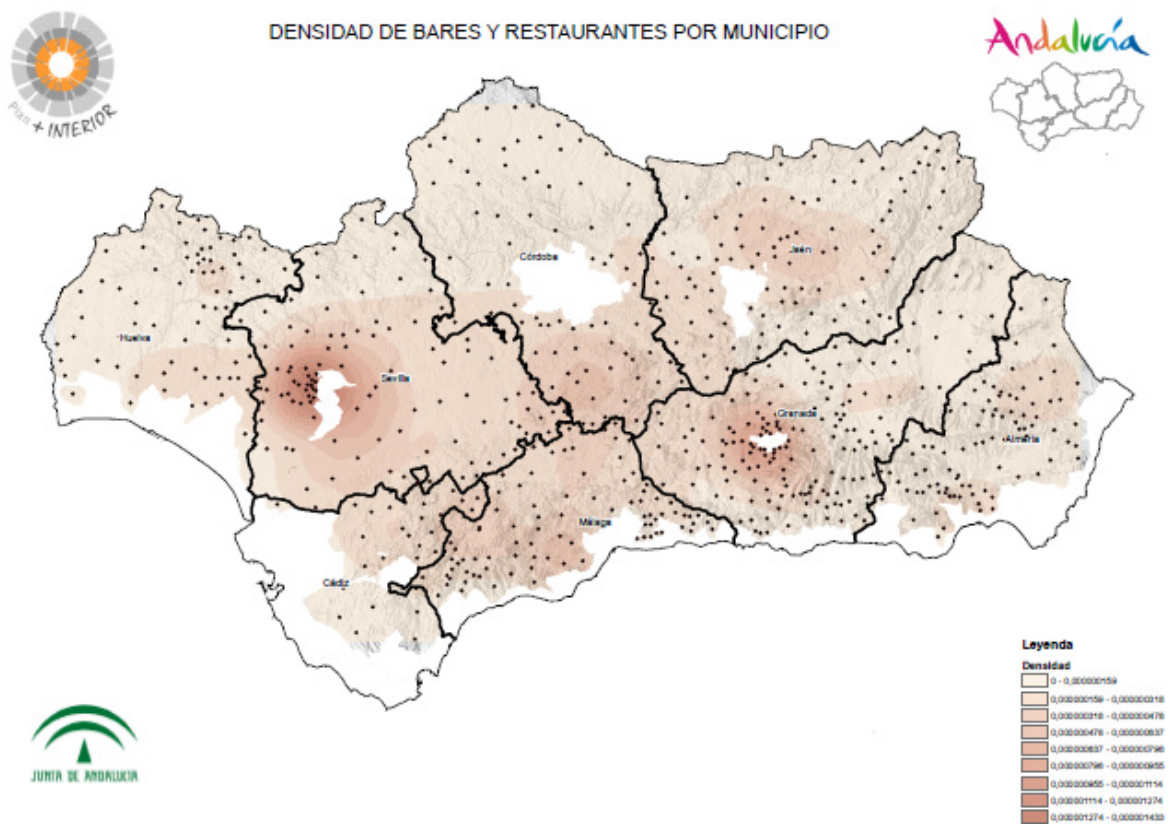 DENSIDAD DE BARES Y RESTAURANTES POR MUNICIPIO
Andalucía
Plan + INTERIOR
Córdoba
Jaén
Huelva
Sevilla
Granada
Almería
Málaga
Cádiz
JUNTA DE ANDALUCIA
Leyenda
Densidad
0 - 0,000000159
0,000000159 - 0,000000318
0,000000318 - 0,000000478
0,000000478 - 0,000000637
0,000000637 - 0,000000796
0,000000796 - 0,000000955
0,000000955 - 0,000001114
0,000001114 - 0,000001274
0,000001274 - 0,000001433